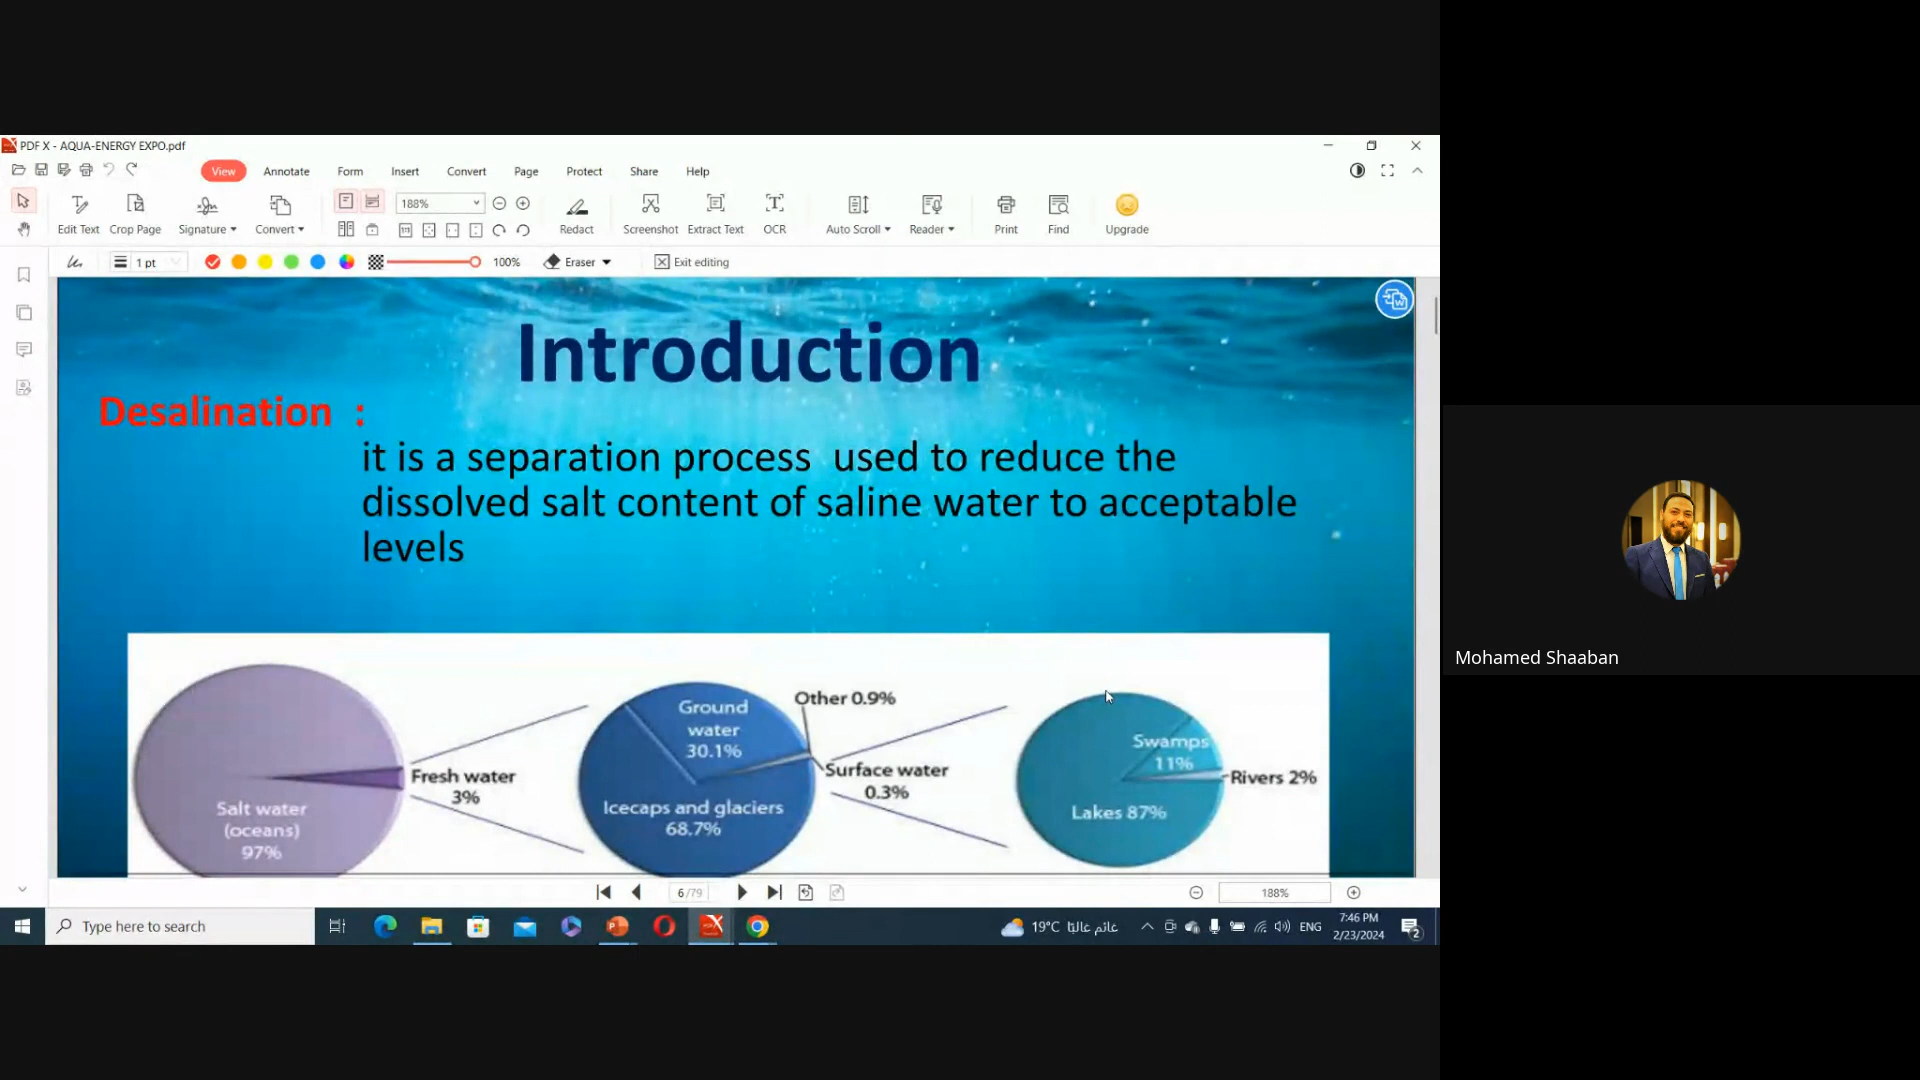 PDF X - AQUA-ENERGY EXPO.pdf
View Annotate Form Insert Convert Page Protect Share Help
188%
Edit Text Crop Page Signature Convert Redact Screenshot Extract Text OCR Auto Scroll Reader Print Find Upgrade
1 pt 100% Eraser Exit editing
Introduction
Desalination :
it is a separation process used to reduce the
dissolved salt content of saline water to acceptable
levels
Salt water
(oceans)
97%
Fresh water
3%
Ground
water
30.1%
Other 0.9%
Surface water
0.3%
Icecaps and glaciers
68.7%
Swamps
11%
Rivers 2%
Lakes 87%
6 /79
188%
Type here to search
19°C غائم غالبًا
ENG
7:46 PM
2/23/2024
2
Mohamed Shaaban